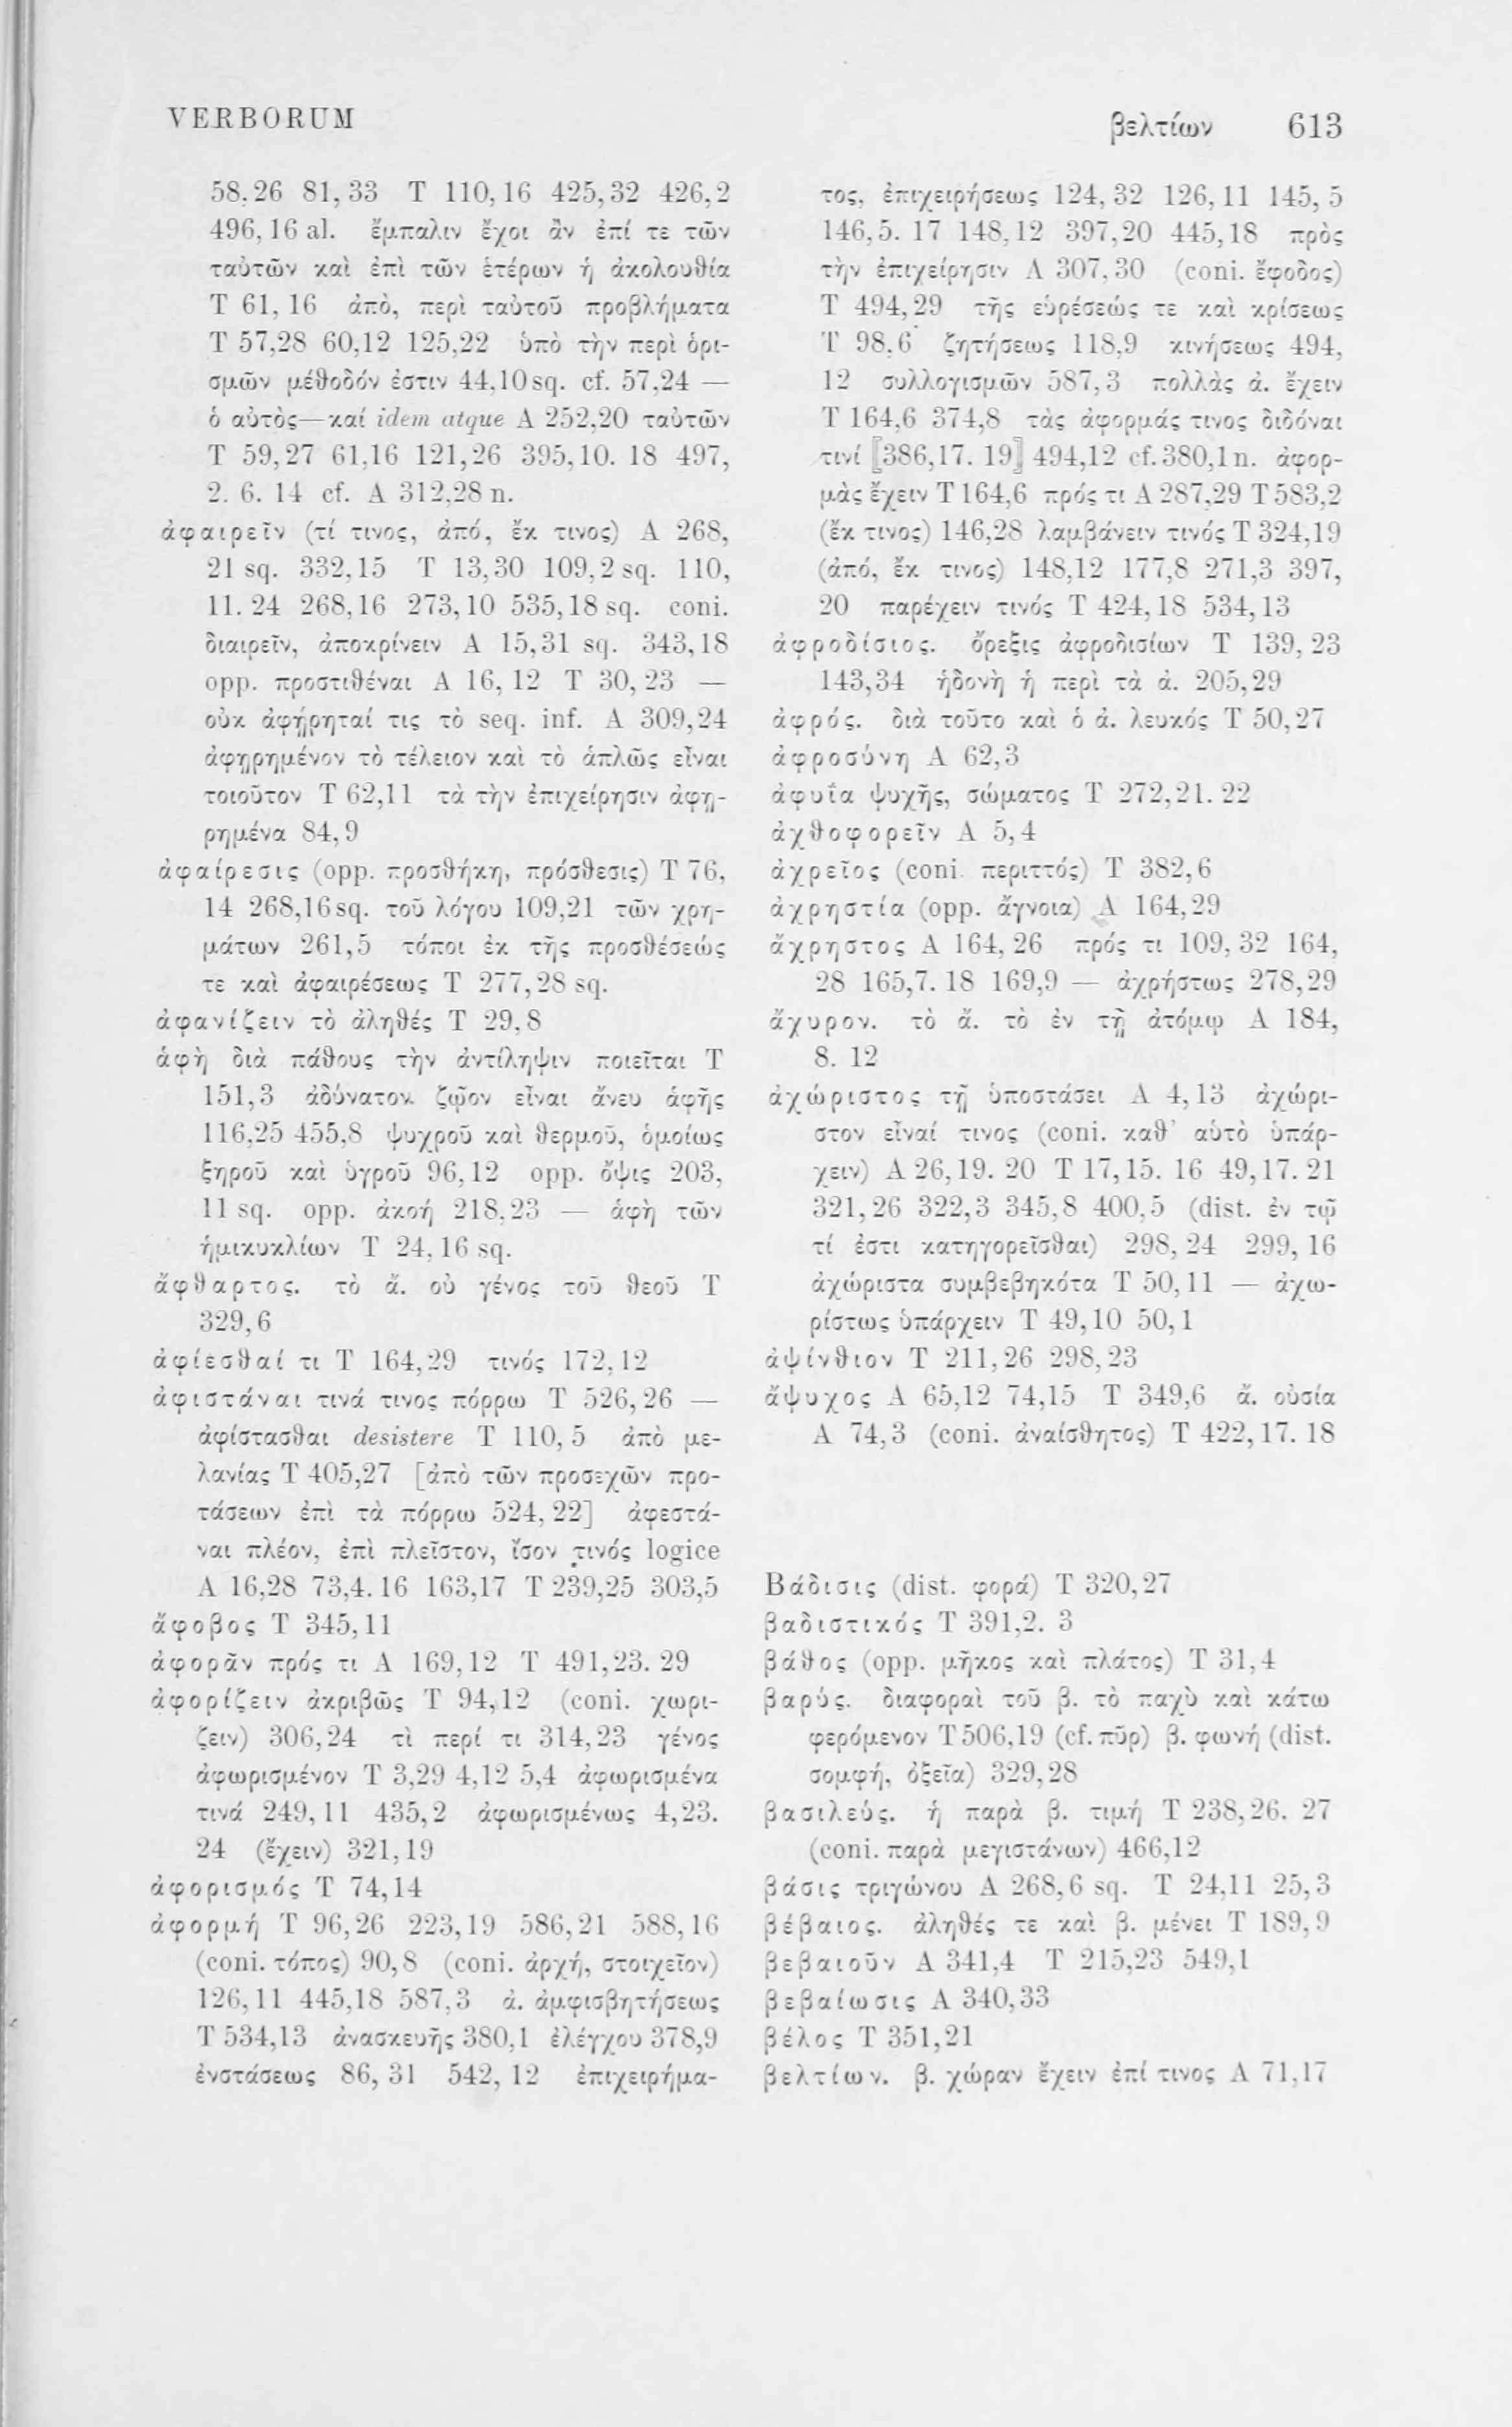 VERBORUM
βελτίων 613
58,26 81,33 T 110,16 425,32 426,2
496,16 al. ἔμπαλιν ἔχοι ἂν ἐπί τε τῶν
ταὐτῶν καὶ ἐπὶ τῶν ἑτέρων ἡ ἀκολουθία
T 61,16 ἀπὸ, περὶ ταὐτοῦ προβλήματα
T 57,28 60,12 125,22 ὑπὸ τὴν περὶ ὁρι-
σμῶν μέθοδόν ἐστιν 44,10 sq. cf. 57,24 —
ὁ αὐτὸς—καί idem atque A 252,20 ταὐτῶν
T 59,27 61,16 121,26 395,10. 18 497,
2. 6. 14 cf. A 312,28 n.
ἀφαιρεῖν (τί τινος, ἀπό, ἔκ τινος) A 268,
21 sq. 332,15 T 13,30 109,2 sq. 110,
11. 24 268,16 273,10 535,18 sq. coni.
διαιρεῖν, ἀποκρίνειν A 15,31 sq. 343,18
opp. προστιθέναι A 16,12 T 30,23 —
οὐκ ἀφῄρηταί τις τὸ seq. inf. A 309,24
ἀφῃρημένον τὸ τέλειον καὶ τὸ ἁπλῶς εἶναι
τοιοῦτον T 62,11 τὰ τὴν ἐπιχείρησιν ἀφῃ-
ρημένα 84,9
ἀφαίρεσις (opp. προσθήκη, πρόσθεσις) T 76,
14 268,16 sq. τοῦ λόγου 109,21 τῶν χρη-
μάτων 261,5 τόποι ἐκ τῆς προσθέσεώς
τε καὶ ἀφαιρέσεως T 277,28 sq.
ἀφανίζειν τὸ ἀληθές T 29,8
ἁφὴ διὰ πάθους τὴν ἀντίληψιν ποιεῖται T
151,3 ἀδύνατον ζῷον εἶναι ἄνευ ἁφῆς
116,25 455,8 ψυχροῦ καὶ θερμοῦ, ὁμοίως
ξηροῦ καὶ ὑγροῦ 96,12 opp. ὄψις 203,
11 sq. opp. ἀκοή 218,23 — ἁφὴ τῶν
ἡμικυκλίων T 24,16 sq.
ἄφθαρτος. τὸ ἄ. οὐ γένος τοῦ θεοῦ T
329,6
ἀφίεσθαί τι T 164,29 τινός 172,12
ἀφιστάναι τινά τινος πόρρω T 526,26 —
ἀφίστασθαι desistere T 110,5 ἀπὸ με-
λανίας T 405,27 [ἀπὸ τῶν προσεχῶν προ-
τάσεων ἐπὶ τὰ πόρρω 524,22] ἀφεστά-
ναι πλέον, ἐπὶ πλεῖστον, ἴσον τινός logice
A 16,28 73,4. 16 163,17 T 239,25 303,5
ἄφοβος T 345,11
ἀφορᾶν πρός τι A 169,12 T 491,23. 29
ἀφορίζειν ἀκριβῶς T 94,12 (coni. χωρι-
ζειν) 306,24 τὶ περί τι 314,23 γένος
ἀφωρισμένον T 3,29 4,12 5,4 ἀφωρισμένα
τινά 249,11 435,2 ἀφωρισμένως 4,23.
24 (ἔχειν) 321,19
ἀφορισμός T 74,14
ἀφορμή T 96,26 223,19 586,21 588,16
(coni. τόπος) 90,8 (coni. ἀρχή, στοιχεῖον)
126,11 445,18 587,3 ἀ. ἀμφισβητήσεως
T 534,13 ἀνασκευῆς 380,1 ἐλέγχου 378,9
ἐνστάσεως 86,31 542,12 ἐπιχειρήμα-
τος, ἐπιχειρήσεως 124,32 126,11 145,5
146,5. 17 148,12 397,20 445,18 πρὸς
τὴν ἐπιχείρησιν A 307,30 (coni. ἔφοδος)
T 494,29 τῆς εὑρέσεώς τε καὶ κρίσεως
T 98,6 ζητήσεως 118,9 κινήσεως 494,
12 συλλογισμῶν 587,3 πολλὰς ἀ. ἔχειν
T 164,6 374,8 τὰς ἀφορμάς τινος διδόναι
τινί [386,17. 19] 494,12 cf. 380,1 n. ἀφορ-
μὰς ἔχειν T 164,6 πρός τι A 287,29 T 583,2
(ἔκ τινος) 146,28 λαμβάνειν τινός T 324,19
(ἀπό, ἔκ τινος) 148,12 177,8 271,3 397,
20 παρέχειν τινός T 424,18 534,13
ἀφροδίσιος. ὄρεξις ἀφροδισίων T 139,23
143,34 ἡδονὴ ἡ περὶ τὰ ἀ. 205,29
ἀφρός. διὰ τοῦτο καὶ ὁ ἀ. λευκός T 50,27
ἀφροσύνη A 62,3
ἀφυΐα ψυχῆς, σώματος T 272,21. 22
ἀχθοφορεῖν A 5,4
ἀχρεῖος (coni. περιττός) T 382,6
ἀχρηστία (opp. ἄγνοια) A 164,29
ἄχρηστος A 164,26 πρός τι 109,32 164,
28 165,7. 18 169,9 — ἀχρήστως 278,29
ἄχυρον. τὸ ἄ. τὸ ἐν τῇ ἀτόμῳ A 184,
8. 12
ἀχώριστος τῇ ὑποστάσει A 4,13 ἀχώρι-
στον εἶναί τινος (coni. καθ’ αὑτὸ ὑπάρ-
χειν) A 26,19. 20 T 17,15. 16 49,17. 21
321,26 322,3 345,8 400,5 (dist. ἐν τῷ
τί ἐστι κατηγορεῖσθαι) 298,24 299,16
ἀχώριστα συμβεβηκότα T 50,11 — ἀχω-
ρίστως ὑπάρχειν T 49,10 50,1
ἀψίνθιον T 211,26 298,23
ἄψυχος A 65,12 74,15 T 349,6 ἄ. οὐσία
A 74,3 (coni. ἀναίσθητος) T 422,17. 18
Βάδισις (dist. φορά) T 320,27
βαδιστικός T 391,2. 3
βάθος (opp. μῆκος καὶ πλάτος) T 31,4
βαρύς. διαφοραὶ τοῦ β. τὸ παχὺ καὶ κάτω
φερόμενον T 506,19 (cf. πῦρ) β. φωνή (dist.
σομφή, ὀξεῖα) 329,28
βασιλεύς. ἡ παρὰ β. τιμή T 238,26. 27
(coni. παρὰ μεγιστάνων) 466,12
βάσις τριγώνου A 268,6 sq. T 24,11 25,3
βέβαιος. ἀληθές τε καὶ β. μένει T 189,9
βεβαιοῦν A 341,4 T 215,23 549,1
βεβαίωσις A 340,33
βέλος T 351,21
βελτίων. β. χώραν ἔχειν ἐπί τινος A 71,17